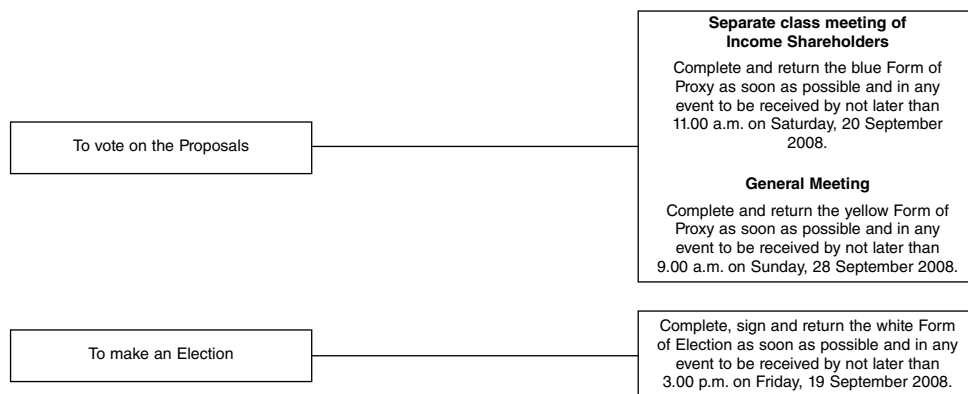 Separate class meeting of
Income Shareholders
Complete and return the blue Form of
Proxy as soon as possible and in any
event to be received by not later than
11.00 a.m. on Saturday, 20 September
2008.
To vote on the Proposals
General Meeting
Complete and return the yellow Form of
Proxy as soon as possible and in any
event to be received by not later than
9.00 a.m. on Sunday, 28 September 2008.
To make an Election
Complete, sign and return the white Form
of Election as soon as possible and in any
event to be received by not later than
3.00 p.m. on Friday, 19 September 2008.